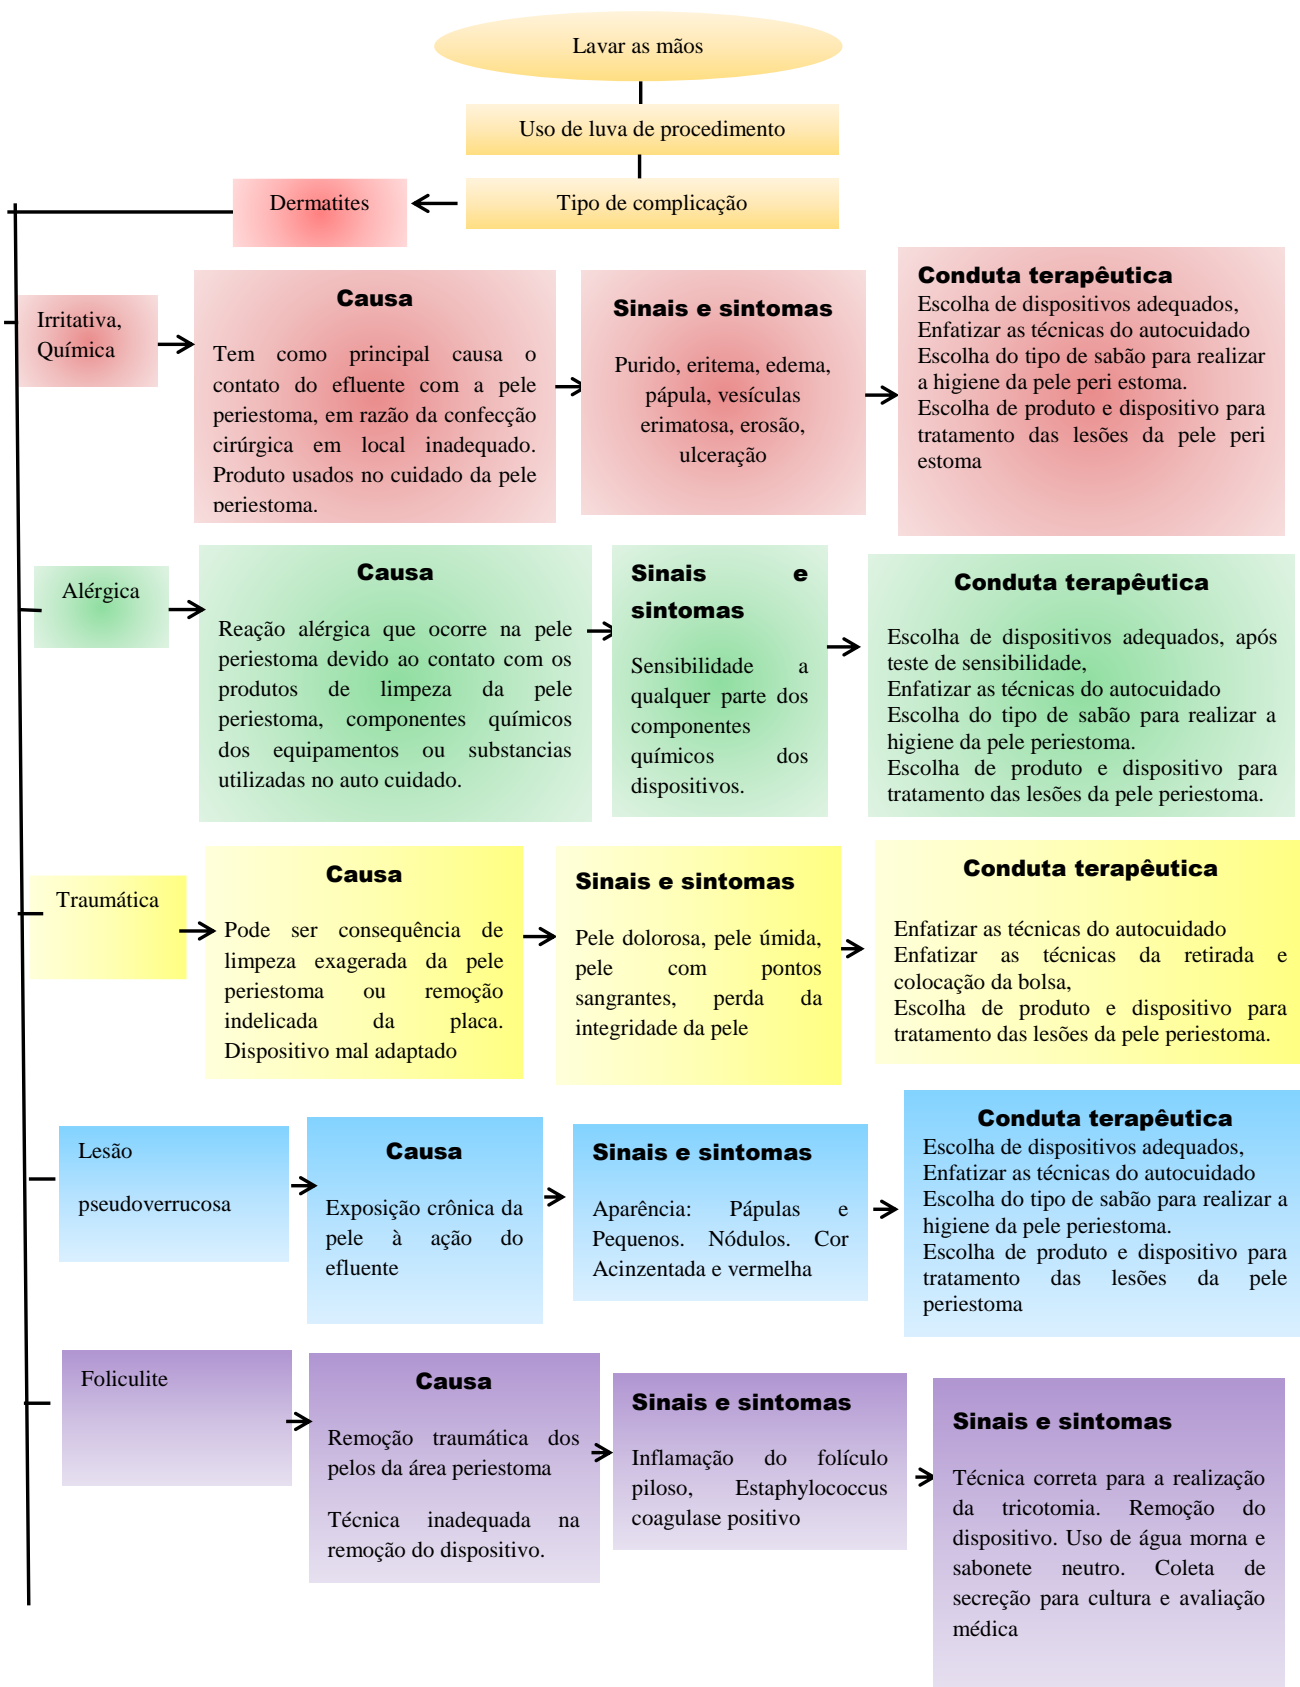 Lavar as mãos
Uso de luva de procedimento
Tipo de complicação
Dermatites
Irritativa,
Química
Causa
Tem como principal causa o
contato do efluente com a pele
periestoma, em razão da confecção
cirúrgica em local inadequado.
Produto usados no cuidado da pele
periestoma.
Sinais e sintomas
Purido, eritema, edema,
pápula, vesículas
erimatosa, erosão,
ulceração
Conduta terapêutica
Escolha de dispositivos adequados,
Enfatizar as técnicas do autocuidado
Escolha do tipo de sabão para realizar
a higiene da pele peri estoma.
Escolha de produto e dispositivo para
tratamento das lesões da pele peri
estoma
Alérgica
Causa
Reação alérgica que ocorre na pele
periestoma devido ao contato com os
produtos de limpeza da pele
periestoma, componentes químicos
dos equipamentos ou substancias
utilizadas no auto cuidado.
Sinais e
sintomas
Sensibilidade a
qualquer parte dos
componentes
químicos dos
dispositivos.
Conduta terapêutica
Escolha de dispositivos adequados, após
teste de sensibilidade,
Enfatizar as técnicas do autocuidado
Escolha do tipo de sabão para realizar a
higiene da pele periestoma.
Escolha de produto e dispositivo para
tratamento das lesões da pele periestoma.
Traumática
Causa
Pode ser consequência de
limpeza exagerada da pele
periestoma ou remoção
indelicada da placa.
Dispositivo mal adaptado
Sinais e sintomas
Pele dolorosa, pele úmida,
pele com pontos
sangrantes, perda da
integridade da pele
Conduta terapêutica
Enfatizar as técnicas do autocuidado
Enfatizar as técnicas da retirada e
colocação da bolsa,
Escolha de produto e dispositivo para
tratamento das lesões da pele periestoma.
Lesão
pseudoverrucosa
Causa
Exposição crônica da
pele à ação do
efluente
Sinais e sintomas
Aparência: Pápulas e
Pequenos. Nódulos. Cor
Acinzentada e vermelha
Conduta terapêutica
Escolha de dispositivos adequados,
Enfatizar as técnicas do autocuidado
Escolha do tipo de sabão para realizar a
higiene da pele periestoma.
Escolha de produto e dispositivo para
tratamento das lesões da pele
periestoma
Foliculite
Causa
Remoção traumática dos
pelos da área periestoma
Técnica inadequada na
remoção do dispositivo.
Sinais e sintomas
Inflamação do folículo
piloso, Estaphylococcus
coagulase positivo
Sinais e sintomas
Técnica correta para a realização
da tricotomia. Remoção do
dispositivo. Uso de água morna e
sabonete neutro. Coleta de
secreção para cultura e avaliação
médica